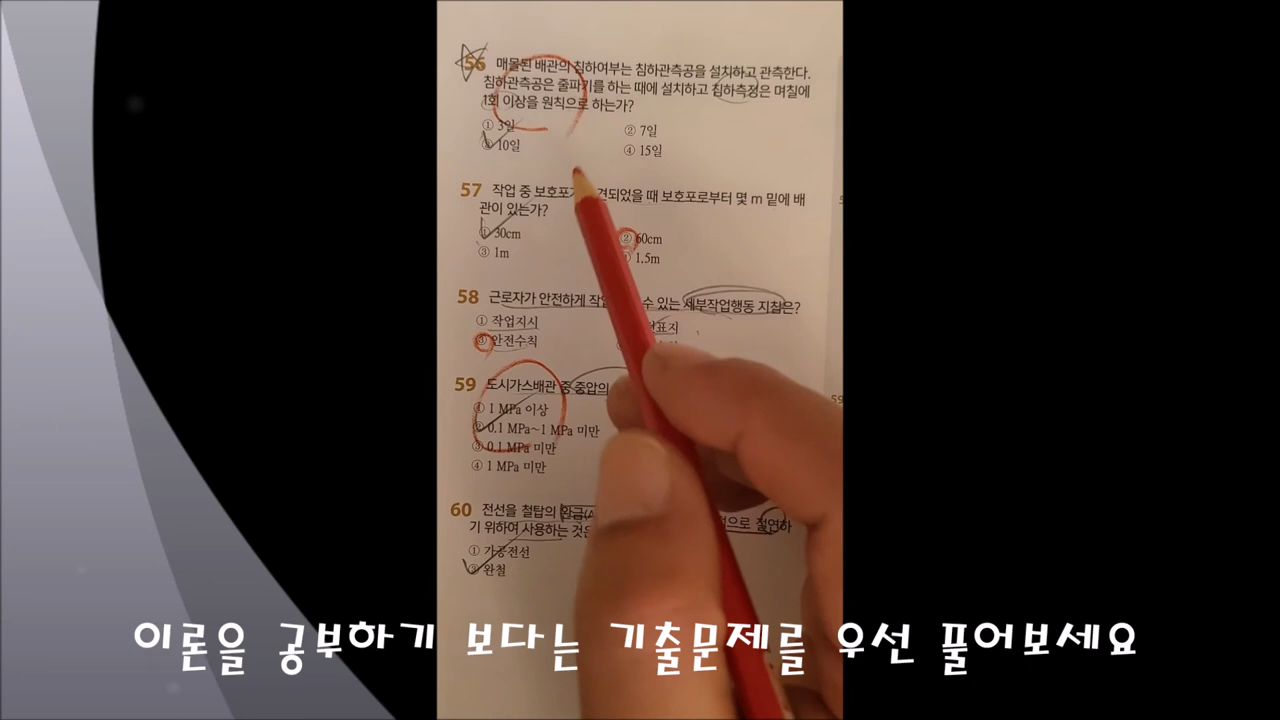 56 매몰된 배관의 침하여부는 침하관측공을 설치하고 관측한다.
침하관측공은 줄파기를 하는 때에 설치하고 침하측정은 며칠에
1회 이상을 원칙으로 하는가?
① 3일 ② 7일
③ 10일 ④ 15일
57 작업 중 보호포가 견되었을 때 보호포로부터 몇 m 밑에 배
관이 있는가?
① 30cm ② 60cm
③ 1m ④ 1.5m
58 근로자가 안전하게 작업 수 있는 세부작업행동 지침은?
① 작업지시 표지
③ 안전수칙
59 도시가스배관 중 중압의
① 1 MPa 이상
② 0.1 MPa~1 MPa 미만
③ 0.1 MPa 미만
④ 1 MPa 미만
60 전선을 철탑의 완금(A 적으로 절연하
기 위하여 사용하는 것은
① 가공전선
③ 완철
59
이론을 공부하기 보다는 기출문제를 우선 풀어보세요